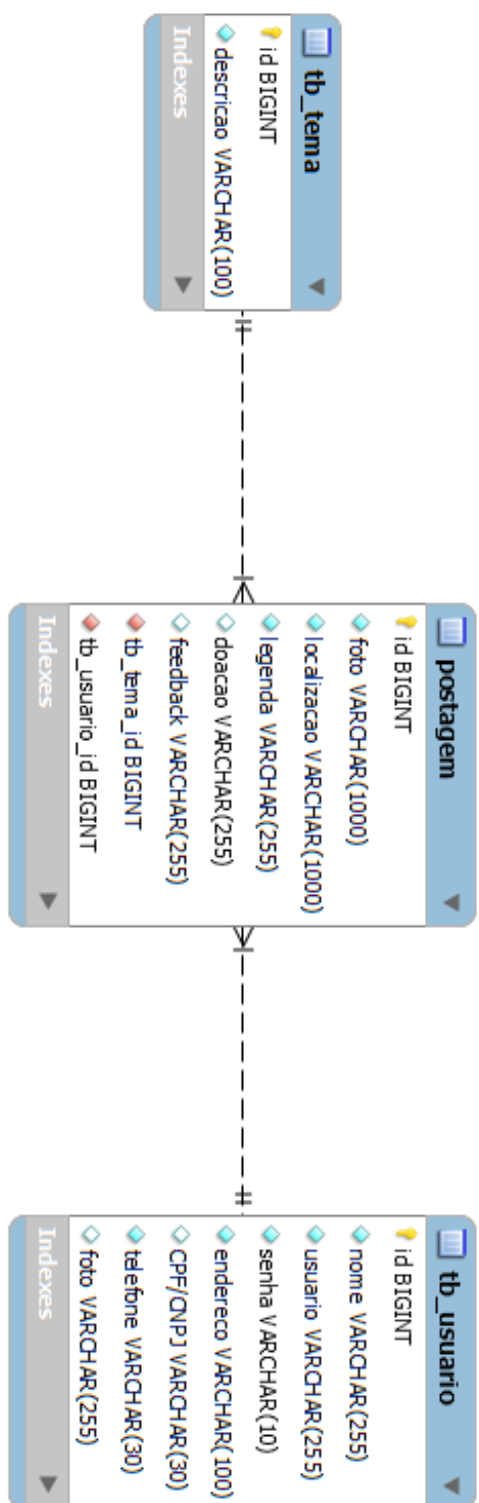 tb_tema
id BIGINT
descricao VARCHAR(100)
Indexes
postagem
id BIGINT
foto VARCHAR(1000)
localizacao VARCHAR(1000)
legenda VARCHAR(255)
doacao VARCHAR(255)
feedback VARCHAR(255)
tb_tema_id BIGINT
tb_usuario_id BIGINT
Indexes
tb_usuario
id BIGINT
nome VARCHAR(255)
usuario VARCHAR(255)
senha VARCHAR(10)
endereco VARCHAR(100)
CPF/CNPJ VARCHAR(30)
telefone VARCHAR(30)
foto VARCHAR(255)
Indexes